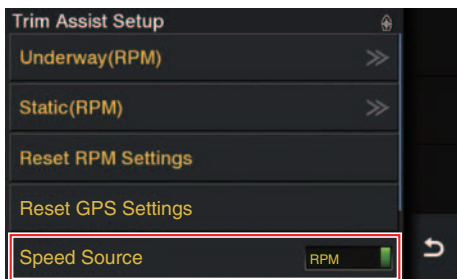 Trim Assist Setup
Underway(RPM)
Static(RPM)
Reset RPM Settings
Reset GPS Settings
Speed Source RPM